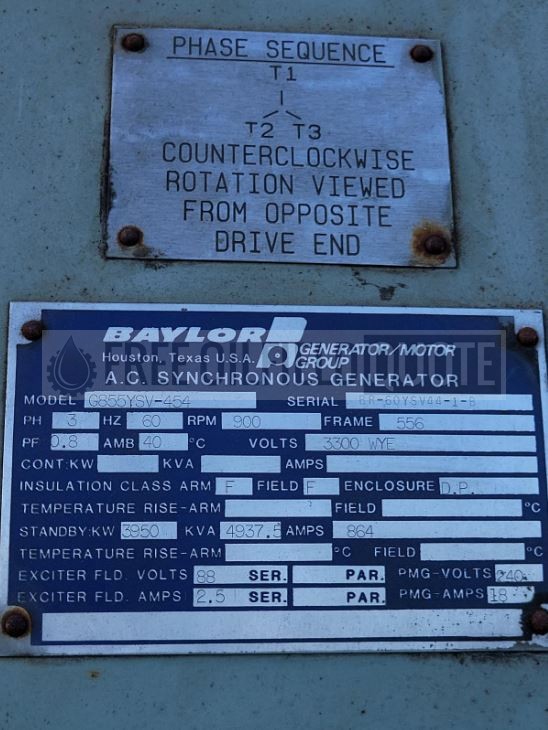 PHASE SEQUENCE
T1
T2 T3
COUNTERCLOCKWISE
ROTATION VIEWED
FROM OPPOSITE
DRIVE END
BAYLOR
Houston, Texas U.S.A.
GENERATOR/MOTOR
GROUP
A.C. SYNCHRONOUS GENERATOR
MODEL G855YSV-454 SERIAL
PH 3 HZ 60 RPM 900 FRAME 556
PF 0.8 AMB 40 °C VOLTS 3300 WYE
CONT:KW KVA AMPS
INSULATION CLASS ARM F FIELD F ENCLOSURE D.P.
TEMPERATURE RISE-ARM FIELD °C
STANDBY:KW 3950 KVA 4937.5 AMPS 864
TEMPERATURE RISE-ARM °C FIELD °C
EXCITER FLD. VOLTS 88 SER. PAR. PMG-VOLTS 240
EXCITER FLD. AMPS 2.5 SER. PAR. PMG-AMPS 18